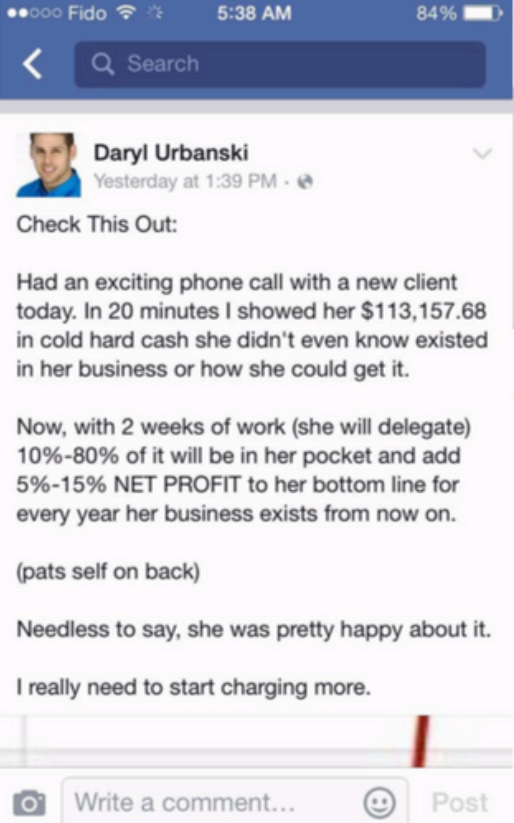 Fido 5:38 AM 84%
Search
Daryl Urbanski
Yesterday at 1:39 PM ·
Check This Out:
Had an exciting phone call with a new client
today. In 20 minutes I showed her $113,157.68
in cold hard cash she didn't even know existed
in her business or how she could get it.
Now, with 2 weeks of work (she will delegate)
10%-80% of it will be in her pocket and add
5%-15% NET PROFIT to her bottom line for
every year her business exists from now on.
(pats self on back)
Needless to say, she was pretty happy about it.
I really need to start charging more.
Write a comment... Post